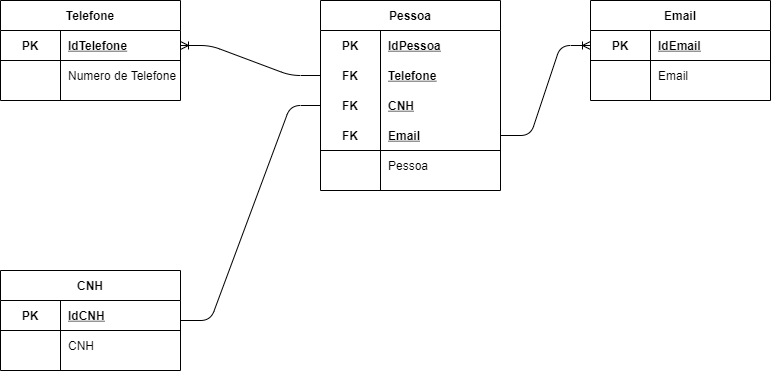 Telefone
PK IdTelefone
Numero de Telefone
Pessoa
PK IdPessoa
FK Telefone
FK CNH
FK Email
Pessoa
Email
PK IdEmail
Email
CNH
PK IdCNH
CNH